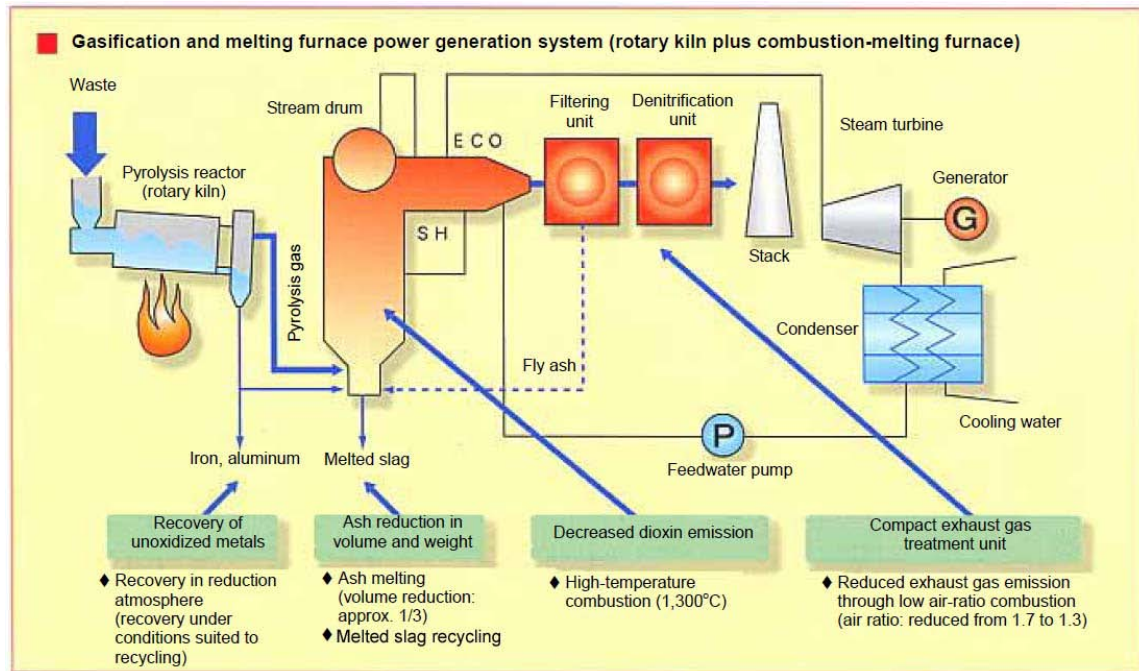 Gasification and melting furnace power generation system (rotary kiln plus combustion-melting furnace)
Waste
Stream drum
Filtering
unit
Denitrification
unit
Steam turbine
E C O
Pyrolysis reactor
(rotary kiln)
Generator
G
S H
Stack
Pyrolysis gas
Condenser
Fly ash
Cooling water
P
Feedwater pump
Iron, aluminum
Melted slag
Recovery of
unoxidized metals
Ash reduction in
volume and weight
Decreased dioxin emission
Compact exhaust gas
treatment unit
♦ Recovery in reduction
atmosphere
(recovery under
conditions suited to
recycling)
♦ Ash melting
(volume reduction:
approx. 1/3)
♦ Melted slag recycling
♦ High-temperature
combustion (1,300°C)
♦ Reduced exhaust gas emission
through low air-ratio combustion
(air ratio: reduced from 1.7 to 1.3)